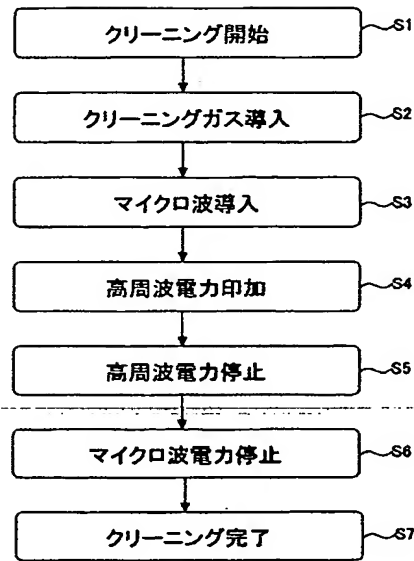 クリーニング開始 S1
クリーニングガス導入 S2
マイクロ波導入 S3
高周波電力印加 S4
高周波電力停止 S5
マイクロ波電力停止 S6
クリーニング完了 S7